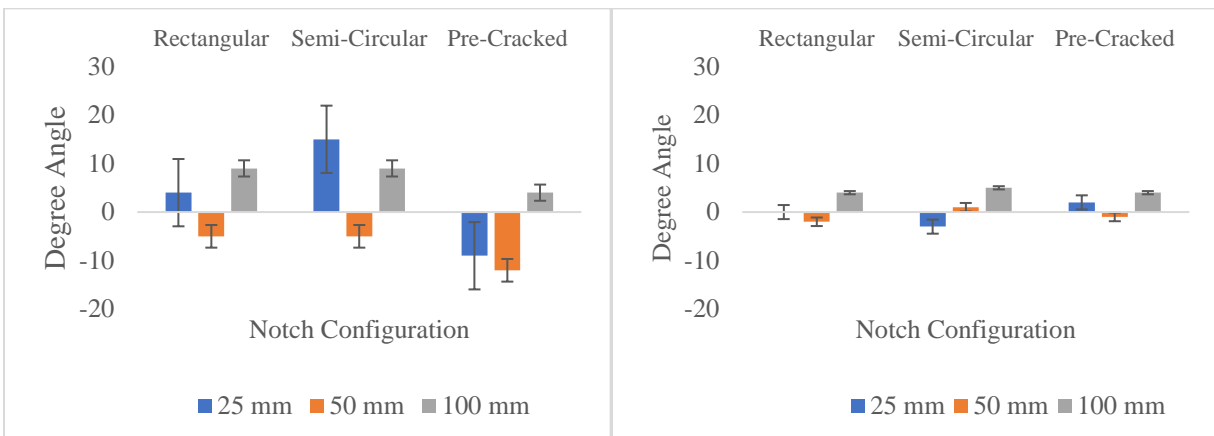 Rectangular Semi-Circular Pre-Cracked
30
20
10
0
-10
-20
Degree Angle
Notch Configuration
25 mm 50 mm 100 mm
Rectangular Semi-Circular Pre-Cracked
30
20
10
0
-10
-20
Degree Angle
Notch Configuration
25 mm 50 mm 100 mm